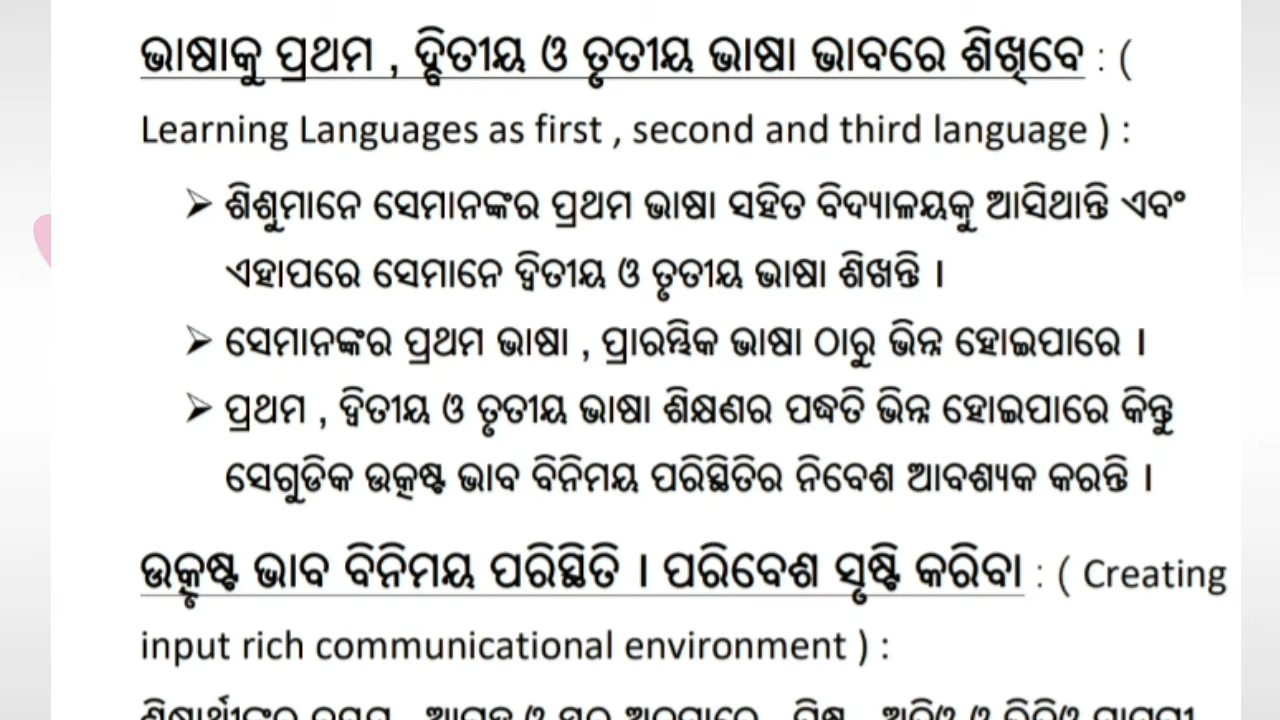 ଭାଷାକୁ ପ୍ରଥମ , ଦ୍ବିତୀୟ ଓ ତୃତୀୟ ଭାଷା ଭାବରେ ଶିଖିବେ : (
Learning Languages as first , second and third language ) :
➢ ଶିଶୁମାନେ ସେମାନଙ୍କର ପ୍ରଥମ ଭାଷା ସହିତ ବିଦ୍ୟାଳୟକୁ ଆସିଥାନ୍ତି ଏବଂ
ଏହାପରେ ସେମାନେ ଦ୍ୱିତୀୟ ଓ ତୃତୀୟ ଭାଷା ଶିଖନ୍ତି ।
➢ ସେମାନଙ୍କର ପ୍ରଥମ ଭାଷା , ପ୍ରାରମ୍ଭିକ ଭାଷା ଠାରୁ ଭିନ୍ନ ହୋଇପାରେ ।
➢ ପ୍ରଥମ , ଦ୍ୱିତୀୟ ଓ ତୃତୀୟ ଭାଷା ଶିକ୍ଷଣର ପଦ୍ଧତି ଭିନ୍ନ ହୋଇପାରେ କିନ୍ତୁ
ସେଗୁଡିକ ଉତ୍କଷ୍ଟ ଭାବ ବିନିମୟ ପରିସ୍ଥିତିର ନିବେଶ ଆବଶ୍ୟକ କରନ୍ତି ।
ଉତ୍କୃଷ୍ଟ ଭାବ ବିନିମୟ ପରିସ୍ଥିତି । ପରିବେଶ ସୃଷ୍ଟି କରିବା : ( Creating
input rich communicational environment ) :